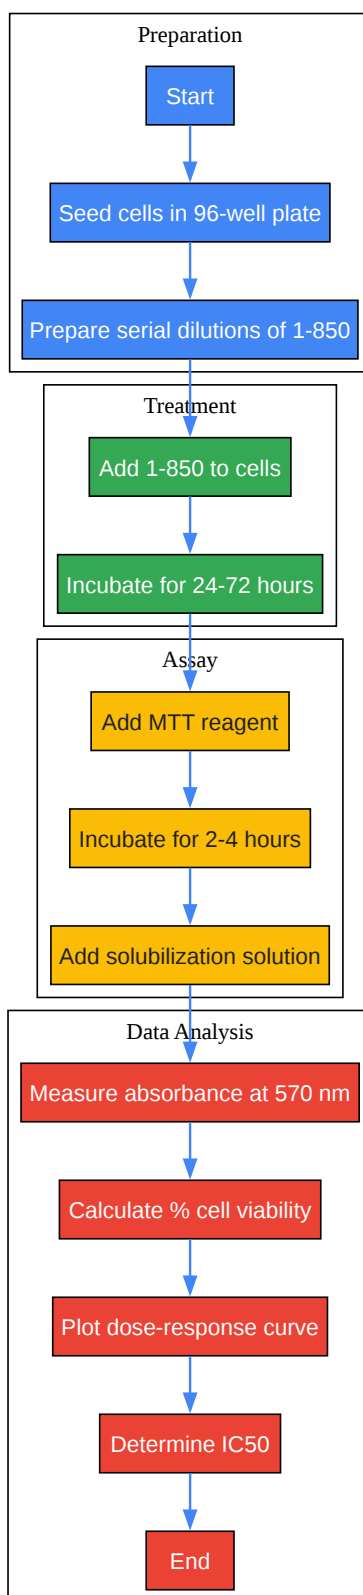 Preparation
Start
Seed cells in 96-well plate
Prepare serial dilutions of 1-850
Treatment
Add 1-850 to cells
Incubate for 24-72 hours
Assay
Add MTT reagent
Incubate for 2-4 hours
Add solubilization solution
Data Analysis
Measure absorbance at 570 nm
Calculate % cell viability
Plot dose-response curve
Determine IC50
End